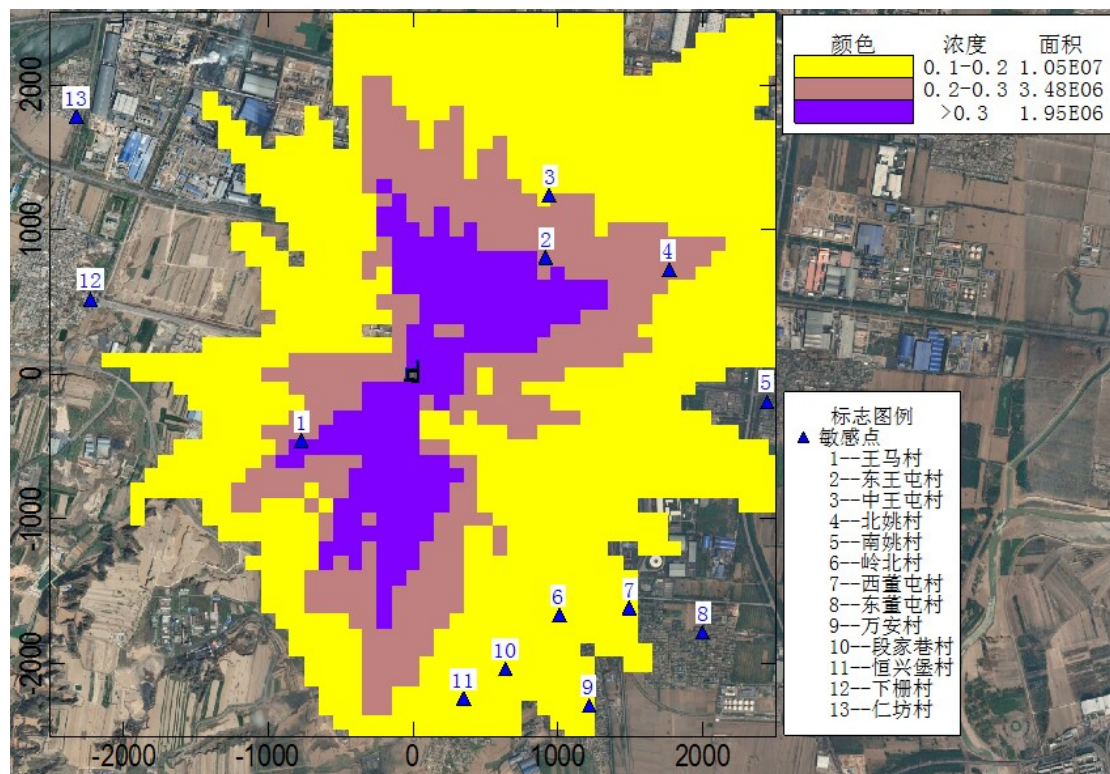 颜色 浓度 面积
0.1-0.2 1.05E07
0.2-0.3 3.48E06
>0.3 1.95E06
2000
1000
0
-1000
-2000
13
3
2
4
12
5
1
6
7
8
10
11
9
-2000 -1000 0 1000 2000
标志图例
敏感点
1--王马村
2--东王屯村
3--中王屯村
4--北姚村
5--南姚村
6--岭北村
7--西董屯村
8--东董屯村
9--万安村
10--段家巷村
11--恒兴堡村
12--下栅村
13--仁坊村